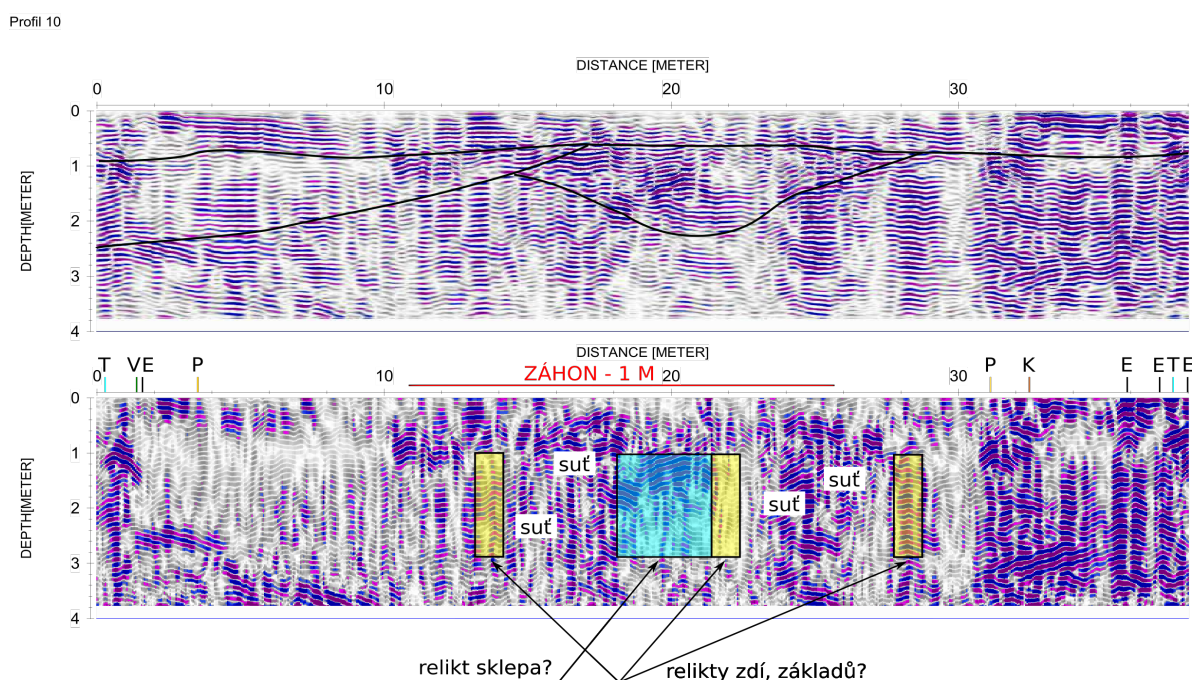 Profil 10
DISTANCE [METER]
0 10 20 30
0
1
2
3
4
DEPTH[METER]
DISTANCE [METER]
T VE P P K E E T E
0 10 20 30
ZÁHON - 1 M
0
1
2
3
4
DEPTH[METER]
suť
suť
suť
suť
relikt sklepa?
relikty zdí, základů?